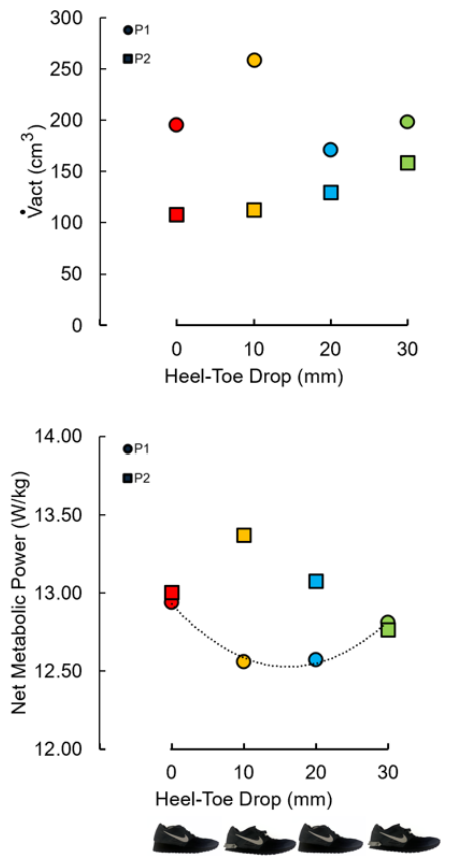 300
P1
P2
250
200
150
100
50
0
V̇act (cm³)
0 10 20 30
Heel-Toe Drop (mm)
14.00
P1
P2
13.50
13.00
12.50
12.00
Net Metabolic Power (W/kg)
0 10 20 30
Heel-Toe Drop (mm)